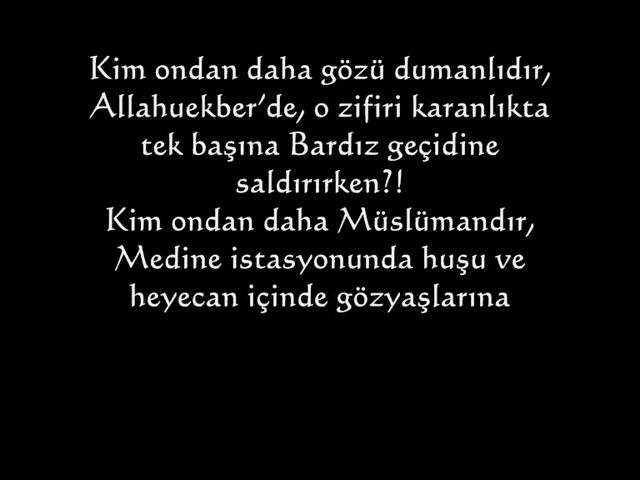 Kim ondan daha gözü dumanlıdır,
Allahuekber'de, o zifiri karanlıkta
tek başına Bardız geçidine
saldırırken?!
Kim ondan daha Müslümandır,
Medine istasyonunda huşu ve
heyecan içinde gözyaşlarına